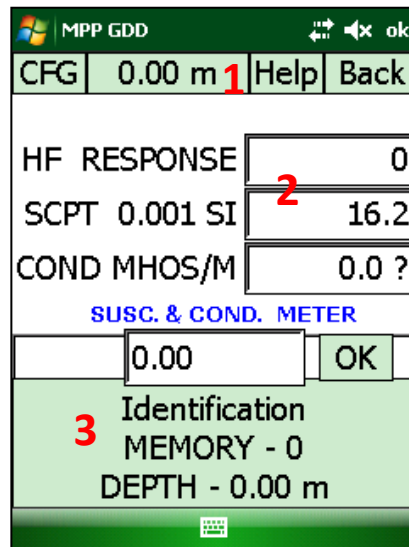 MPP GDD ok
CFG 0.00 m 1 Help Back
HF RESPONSE 0
2
SCPT 0.001 SI 16.2
COND MHOS/M 0.0 ?
SUSC. & COND. METER
0.00 OK
Identification
3 MEMORY - 0
DEPTH - 0.00 m